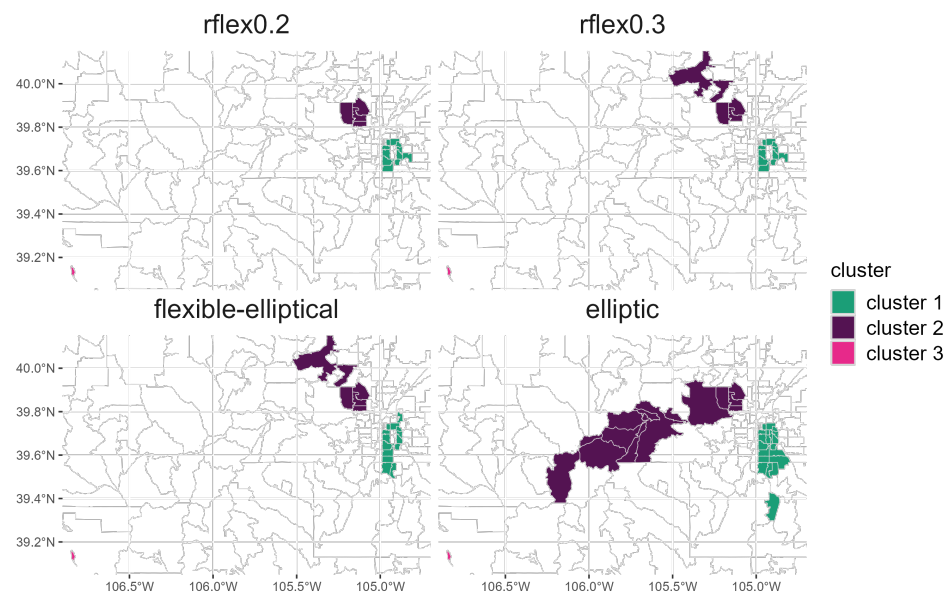 rflex0.2
rflex0.3
40.0°N
39.8°N
39.6°N
39.4°N
39.2°N
flexible-elliptical
elliptic
40.0°N
39.8°N
39.6°N
39.4°N
39.2°N
106.5°W 106.0°W 105.5°W 105.0°W
106.5°W 106.0°W 105.5°W 105.0°W
cluster
cluster 1
cluster 2
cluster 3